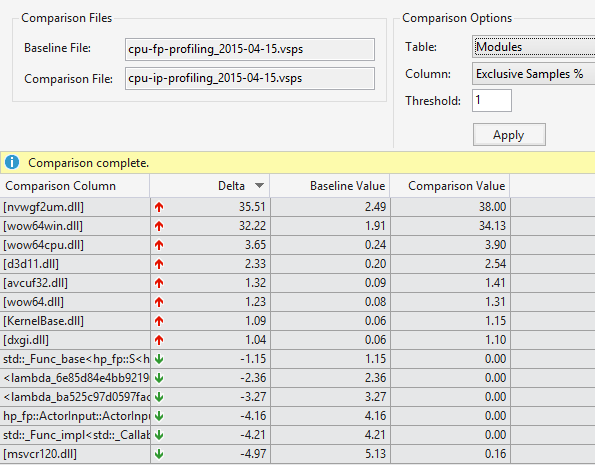 Comparison Files
Comparison Options
Baseline File: cpu-fp-profiling_2015-04-15.vsps
Table: Modules
Comparison File: cpu-ip-profiling_2015-04-15.vsps
Column: Exclusive Samples %
Threshold: 1
Apply
Comparison complete.
Comparison Column Delta Baseline Value Comparison Value
[nvwgf2um.dll] 35.51 2.49 38.00
[wow64win.dll] 32.22 1.91 34.13
[wow64cpu.dll] 3.65 0.24 3.90
[d3d11.dll] 2.33 0.20 2.54
[avcuf32.dll] 1.32 0.09 1.41
[wow64.dll] 1.23 0.08 1.31
[KernelBase.dll] 1.09 0.06 1.15
[dxgi.dll] 1.04 0.06 1.10
std::_Func_base<hp_fp::S<h -1.15 1.15 0.00
<lambda_6e85d84e4bb9219 -2.36 2.36 0.00
<lambda_ba525c97d0597fac -3.27 3.27 0.00
hp_fp::ActorInput::ActorInpu -4.16 4.16 0.00
std::_Func_impl<std::_Callab -4.21 4.21 0.00
[msvcr120.dll] -4.97 5.13 0.16